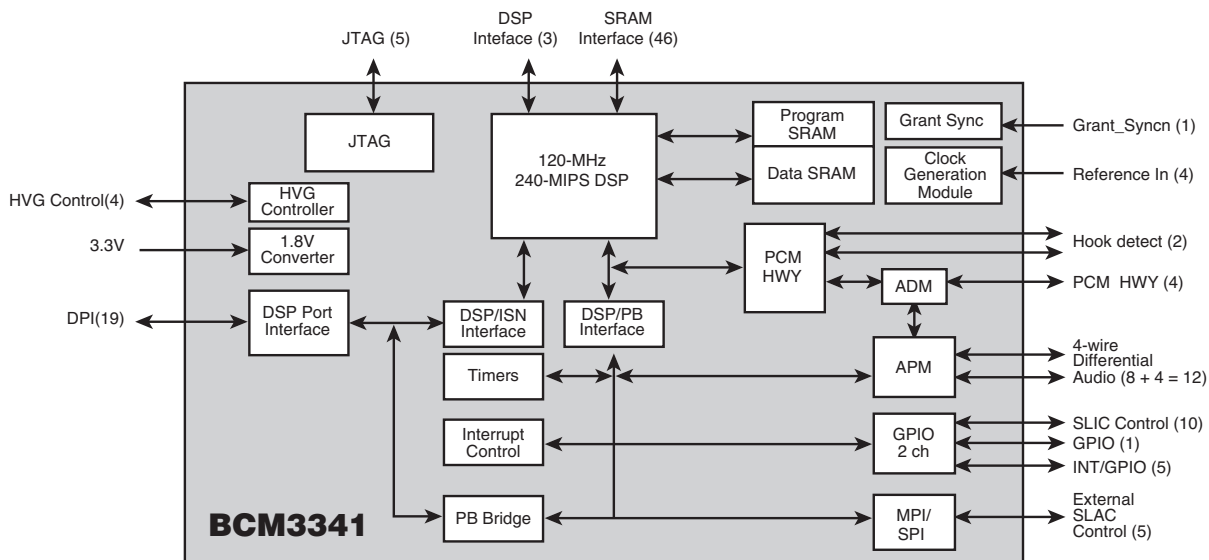 DSP
Inteface (3)
SRAM
Interface (46)
JTAG (5)
JTAG
120-MHz
240-MIPS DSP
Program
SRAM
Data SRAM
Grant Sync
Clock
Generation
Module
Grant_Syncn (1)
Reference In (4)
HVG Control(4)
HVG
Controller
3.3V
1.8V
Converter
DPI(19)
DSP Port
Interface
DSP/ISN
Interface
DSP/PB
Interface
PCM
HWY
Hook detect (2)
ADM
PCM HWY (4)
Timers
APM
4-wire
Differential
Audio (8 + 4 = 12)
Interrupt
Control
GPIO
2 ch
SLIC Control (10)
GPIO (1)
INT/GPIO (5)
BCM3341
PB Bridge
MPI/
SPI
External
SLAC
Control (5)